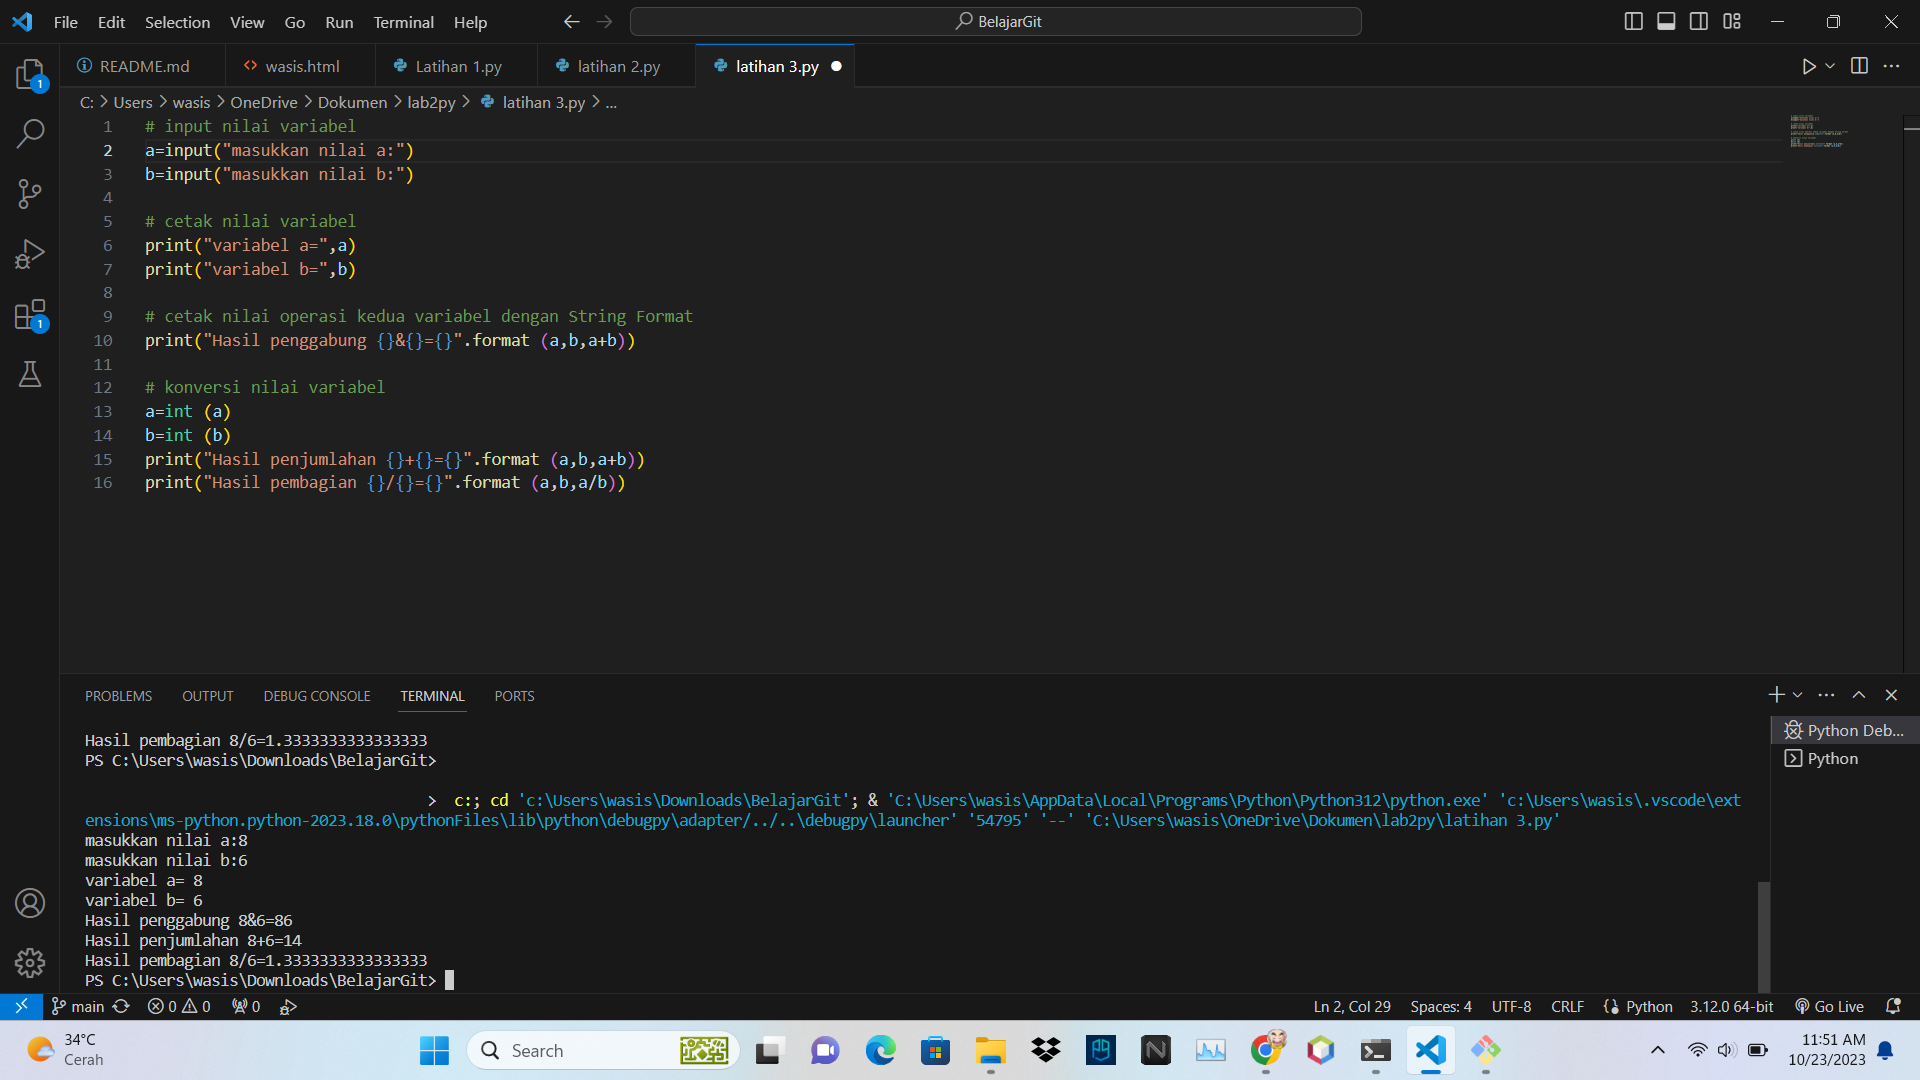 File Edit Selection View Go Run Terminal Help
BelajarGit
1
README.md
wasis.html
Latihan 1.py
latihan 2.py
latihan 3.py
C: > Users > wasis > OneDrive > Dokumen > lab2py > latihan 3.py > ...
1 # input nilai variabel
2 a=input("masukkan nilai a:")
3 b=input("masukkan nilai b:")
4
5 # cetak nilai variabel
6 print("variabel a=",a)
7 print("variabel b=",b)
8
9 # cetak nilai operasi kedua variabel dengan String Format
10 print("Hasil penggabung {}&{}={}".format (a,b,a+b))
11
12 # konversi nilai variabel
13 a=int (a)
14 b=int (b)
15 print("Hasil penjumlahan {}+{}={}".format (a,b,a+b))
16 print("Hasil pembagian {}/{}={}".format (a,b,a/b))
1
PROBLEMS OUTPUT DEBUG CONSOLE TERMINAL PORTS
Python Deb...
Python
Hasil pembagian 8/6=1.3333333333333333
PS C:\Users\wasis\Downloads\BelajarGit>
> c:; cd 'c:\Users\wasis\Downloads\BelajarGit'; & 'C:\Users\wasis\AppData\Local\Programs\Python\Python312\python.exe' 'c:\Users\wasis\.vscode\ext
ensions\ms-python.python-2023.18.0\pythonFiles\lib\python\debugpy\adapter/../..\debugpy\launcher' '54795' '--' 'C:\Users\wasis\OneDrive\Dokumen\lab2py\latihan 3.py'
masukkan nilai a:8
masukkan nilai b:6
variabel a= 8
variabel b= 6
Hasil penggabung 8&6=86
Hasil penjumlahan 8+6=14
Hasil pembagian 8/6=1.3333333333333333
PS C:\Users\wasis\Downloads\BelajarGit>
main 0 0 0 Ln 2, Col 29 Spaces: 4 UTF-8 CRLF Python 3.12.0 64-bit Go Live
34°C
Cerah
Search
11:51 AM
10/23/2023